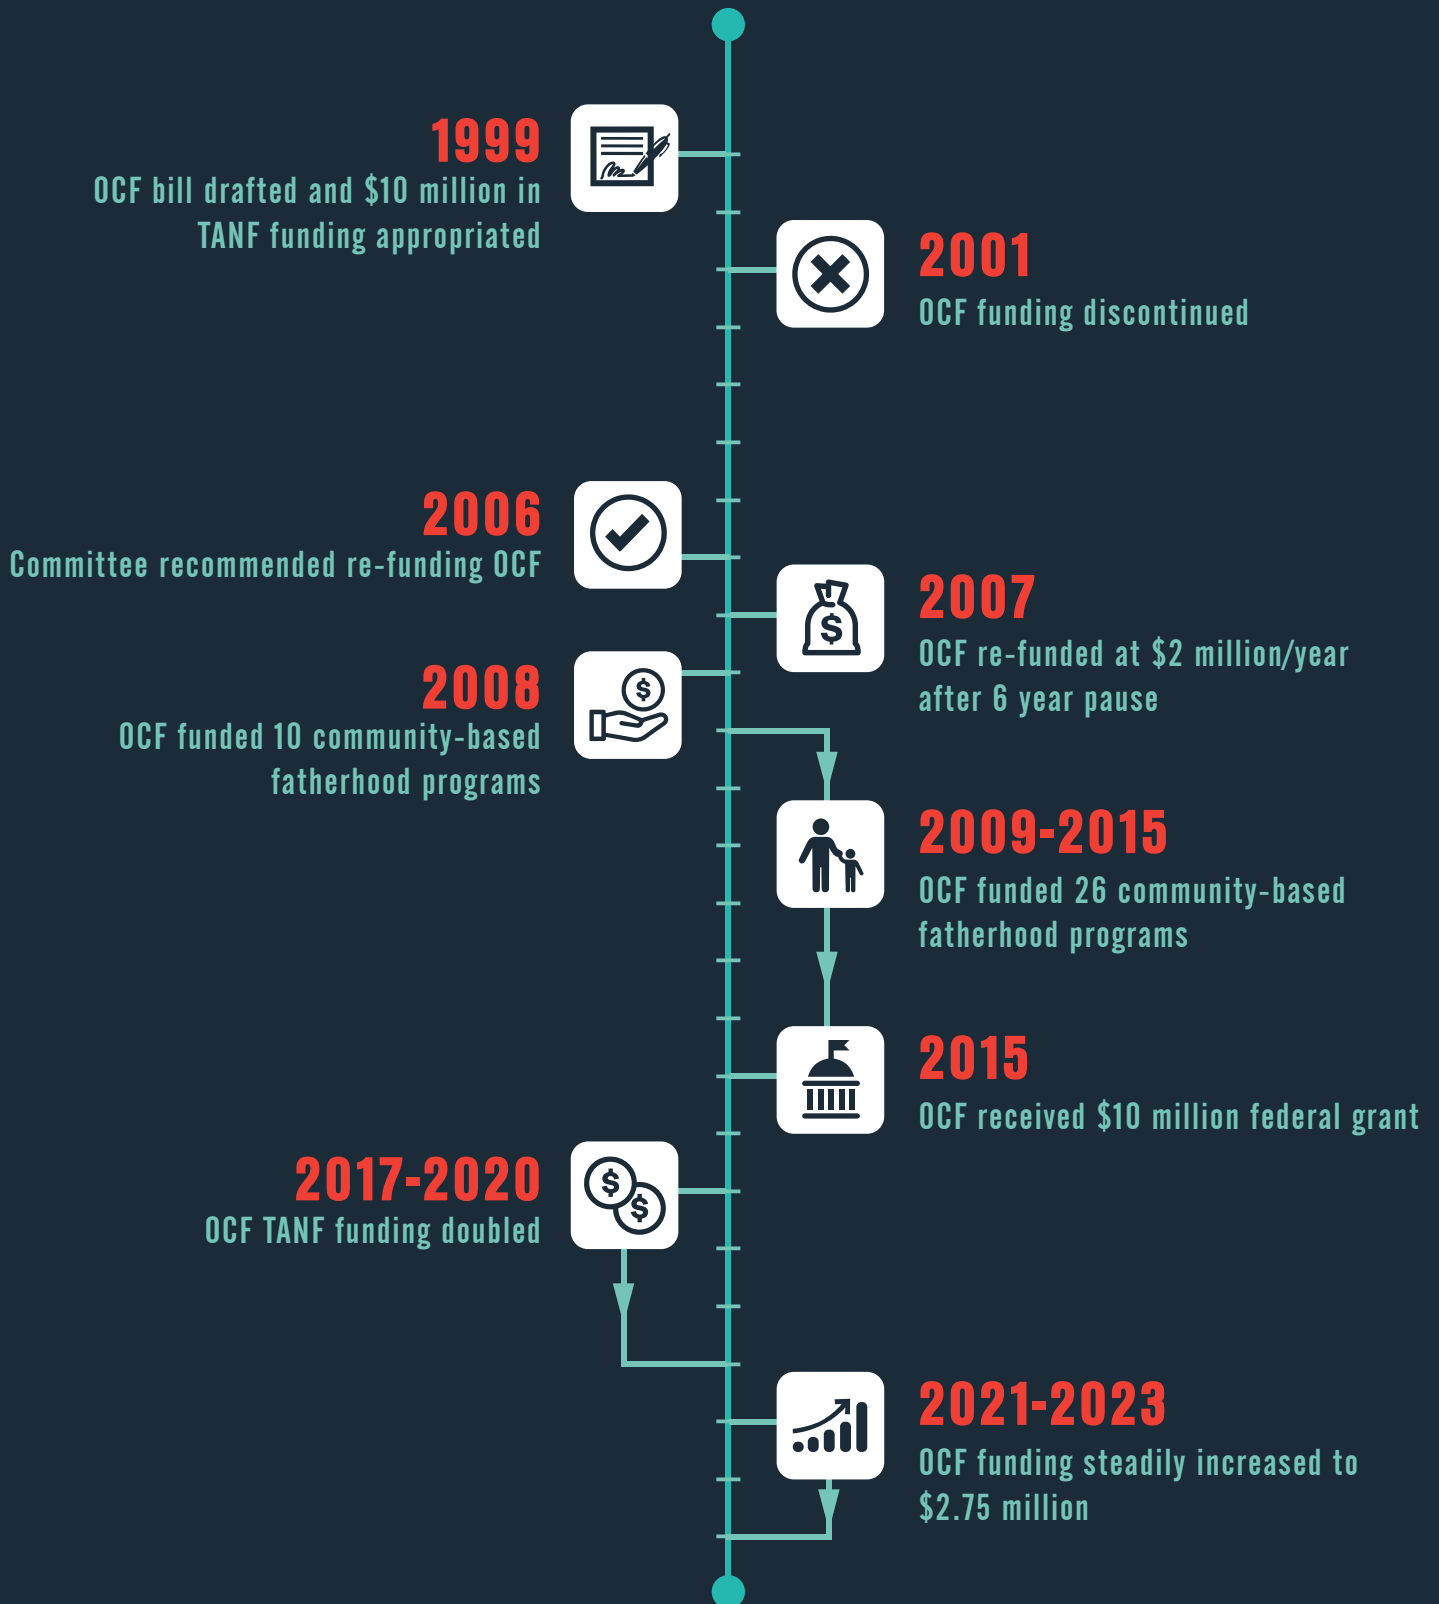 1999
OCF bill drafted and $10 million in
TANF funding appropriated
2001
OCF funding discontinued
2006
Committee recommended re-funding OCF
2007
OCF re-funded at $2 million/year
after 6 year pause
2008
OCF funded 10 community-based
fatherhood programs
2009-2015
OCF funded 26 community-based
fatherhood programs
2015
OCF received $10 million federal grant
2017-2020
OCF TANF funding doubled
2021-2023
OCF funding steadily increased to
$2.75 million